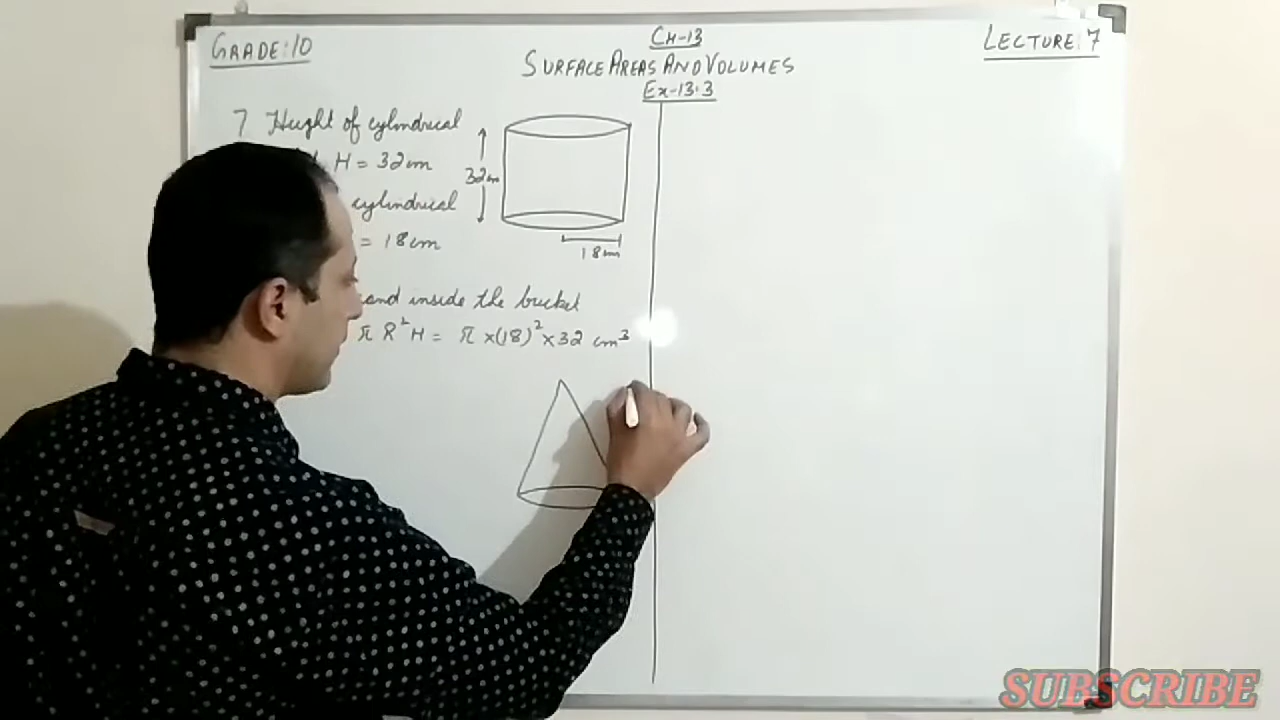 GRADE:10
CH-13
LECTURE:7
SURFACE AREAS AND VOLUMES
Ex-13.3
7 Height of cylindrical
H = 32cm
cylindrical
= 18cm
32cm
18cm
and inside the bucket
π R²H = π ×(18)²×32 cm³
SUBSCRIBE